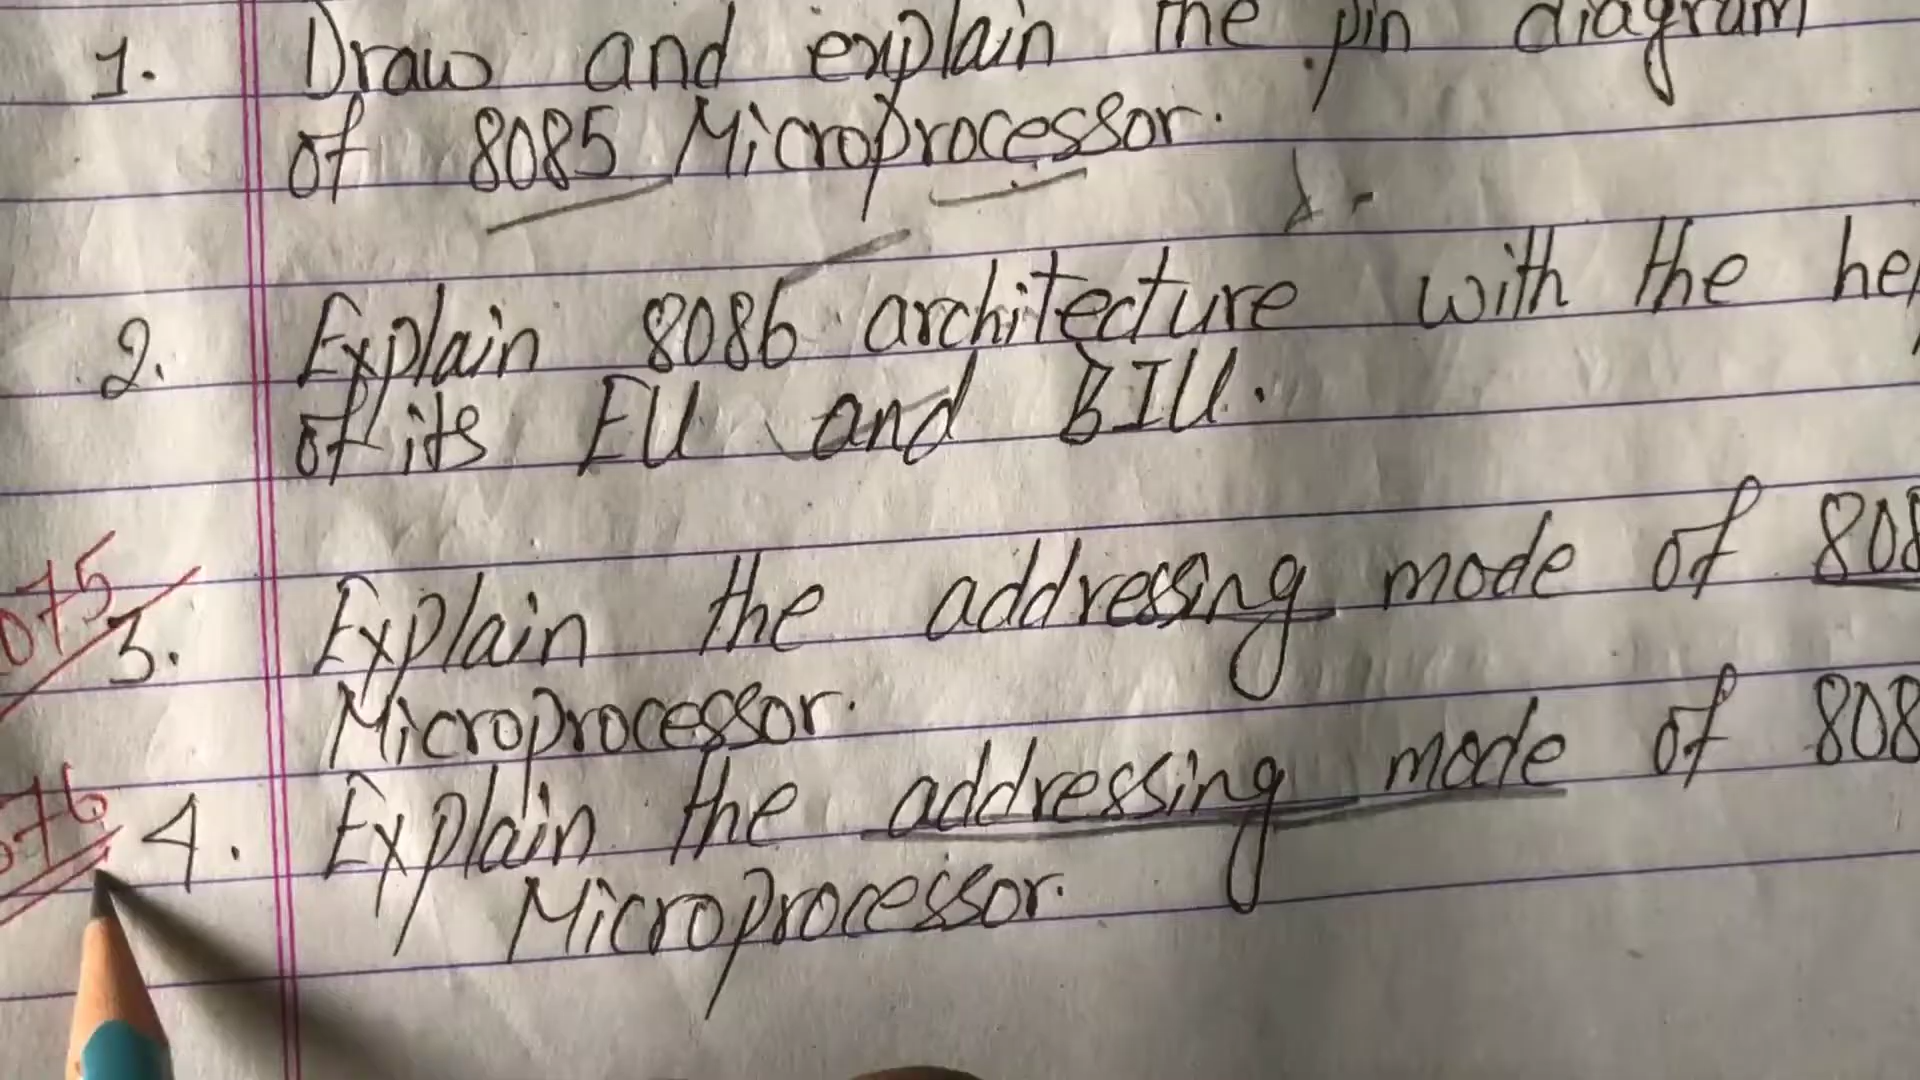 1. Draw and explain the pin diagram
of 8085 Microprocessor.
2. Explain 8086 architecture with the
of its EU and BIU.
075
3. Explain the addressing mode of
Microprocessor.
076
4. Explain the addressing mode of
Microprocessor.